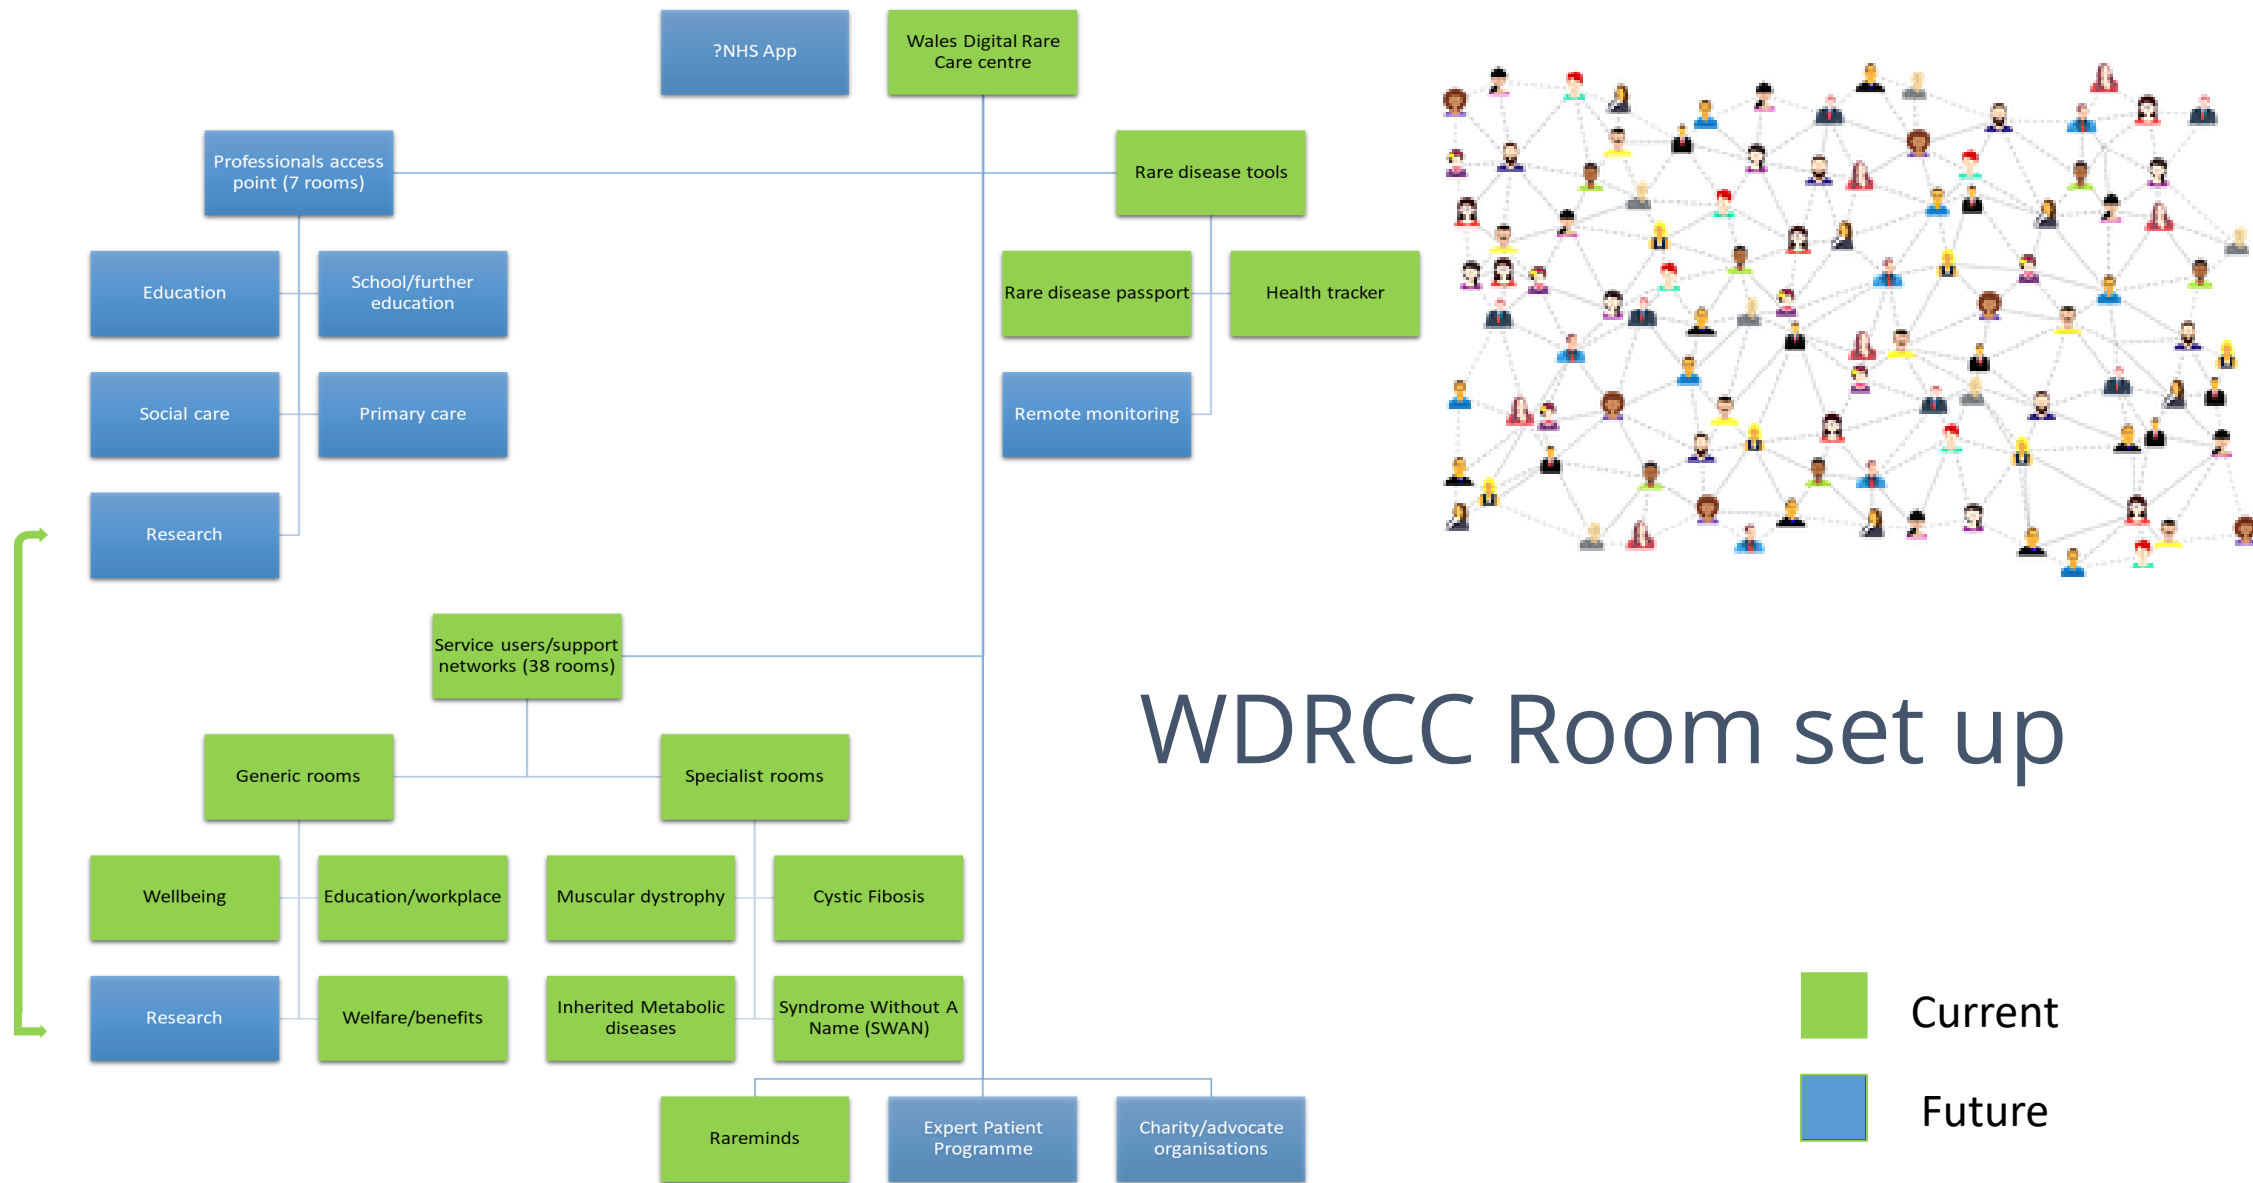 ?NHS App
Wales Digital Rare
Care centre
Professionals access
point (7 rooms)
Rare disease tools
Education
School/further
education
Rare disease passport
Health tracker
Social care
Primary care
Remote monitoring
Research
Service users/support
networks (38 rooms)
WDRCC Room set up
Generic rooms
Specialist rooms
Wellbeing
Education/workplace
Muscular dystrophy
Cystic Fibosis
Research
Welfare/benefits
Inherited Metabolic
diseases
Syndrome Without A
Name (SWAN)
Current
Rareminds
Expert Patient
Programme
Charity/advocate
organisations
Future